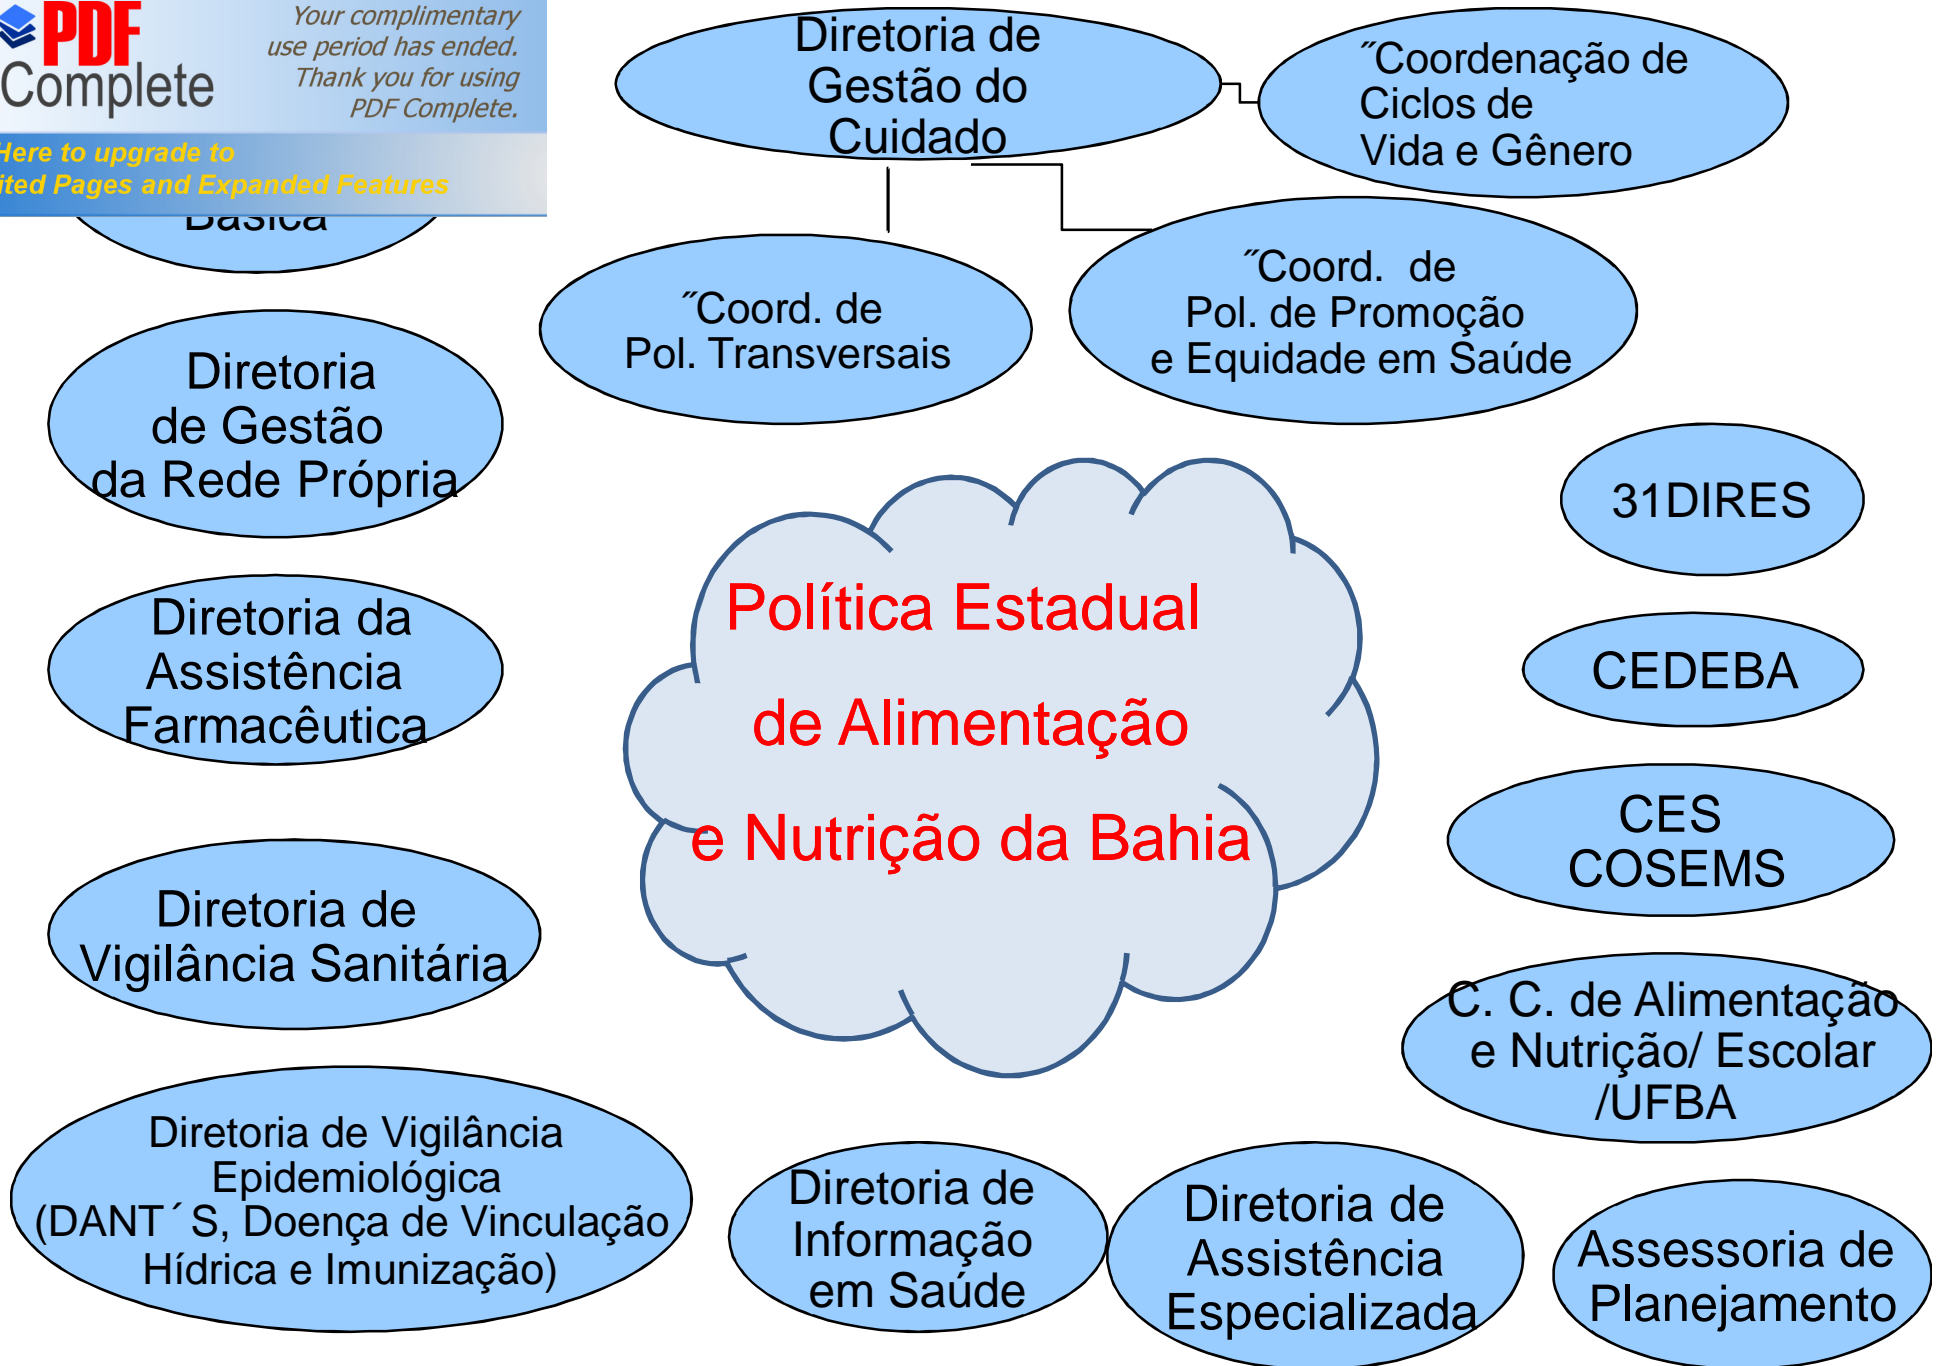 PDF
Complete
Your complimentary
use period has ended.
Thank you for using
PDF Complete.
Here to upgrade to
ited Pages and Expanded Features
Básica
Diretoria de
Gestão do
Cuidado
˝Coordenação de
Ciclos de
Vida e Gênero
˝Coord. de
Pol. Transversais
˝Coord.  de
Pol. de Promoção
e Equidade em Saúde
Diretoria
de Gestão
da Rede Própria
Diretoria da
Assistência
Farmacêutica
Diretoria de
Vigilância Sanitária
Diretoria de Vigilância
Epidemiológica
(DANT´S, Doença de Vinculação
Hídrica e Imunização)
Política Estadual
de Alimentação
e Nutrição da Bahia
31DIRES
CEDEBA
CES
COSEMS
C. C. de Alimentação
e Nutrição/ Escolar
/UFBA
Diretoria de
Informação
em Saúde
Diretoria de
Assistência
Especializada
Assessoria de
Planejamento